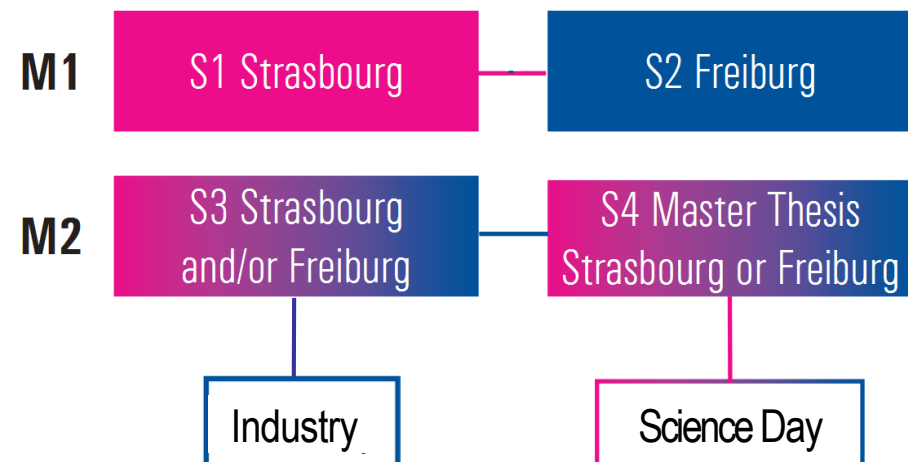 M1
S1 Strasbourg
S2 Freiburg
M2
S3 Strasbourg
and/or Freiburg
S4 Master Thesis
Strasbourg or Freiburg
Industry
Science Day